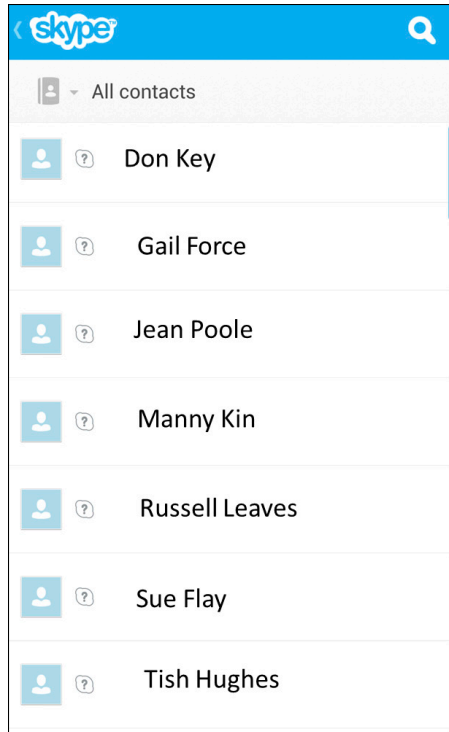 skype
All contacts
? Don Key
? Gail Force
? Jean Poole
? Manny Kin
? Russell Leaves
? Sue Flay
? Tish Hughes